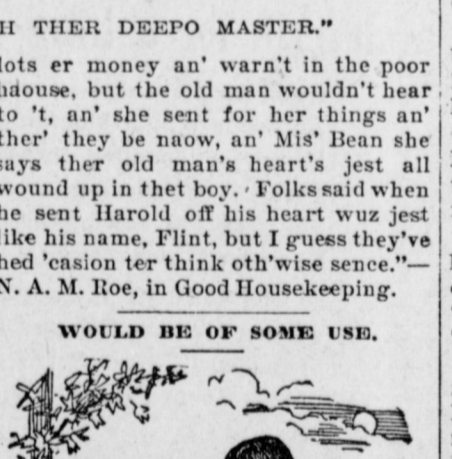 H THER DEEPO MASTER."
lots er money an' warn't in the poor
haouse, but the old man wouldn't hear
to 't, an' she sent for her things an'
ther' they be naow, an' Mis' Bean she
says ther old man's heart's jest all
wound up in thet boy. Folks said when
he sent Harold off his heart wuz jest
like his name, Flint, but I guess they've
hed 'casion ter think oth'wise sence."—
N. A. M. Roe, in Good Housekeeping.
WOULD BE OF SOME USE.